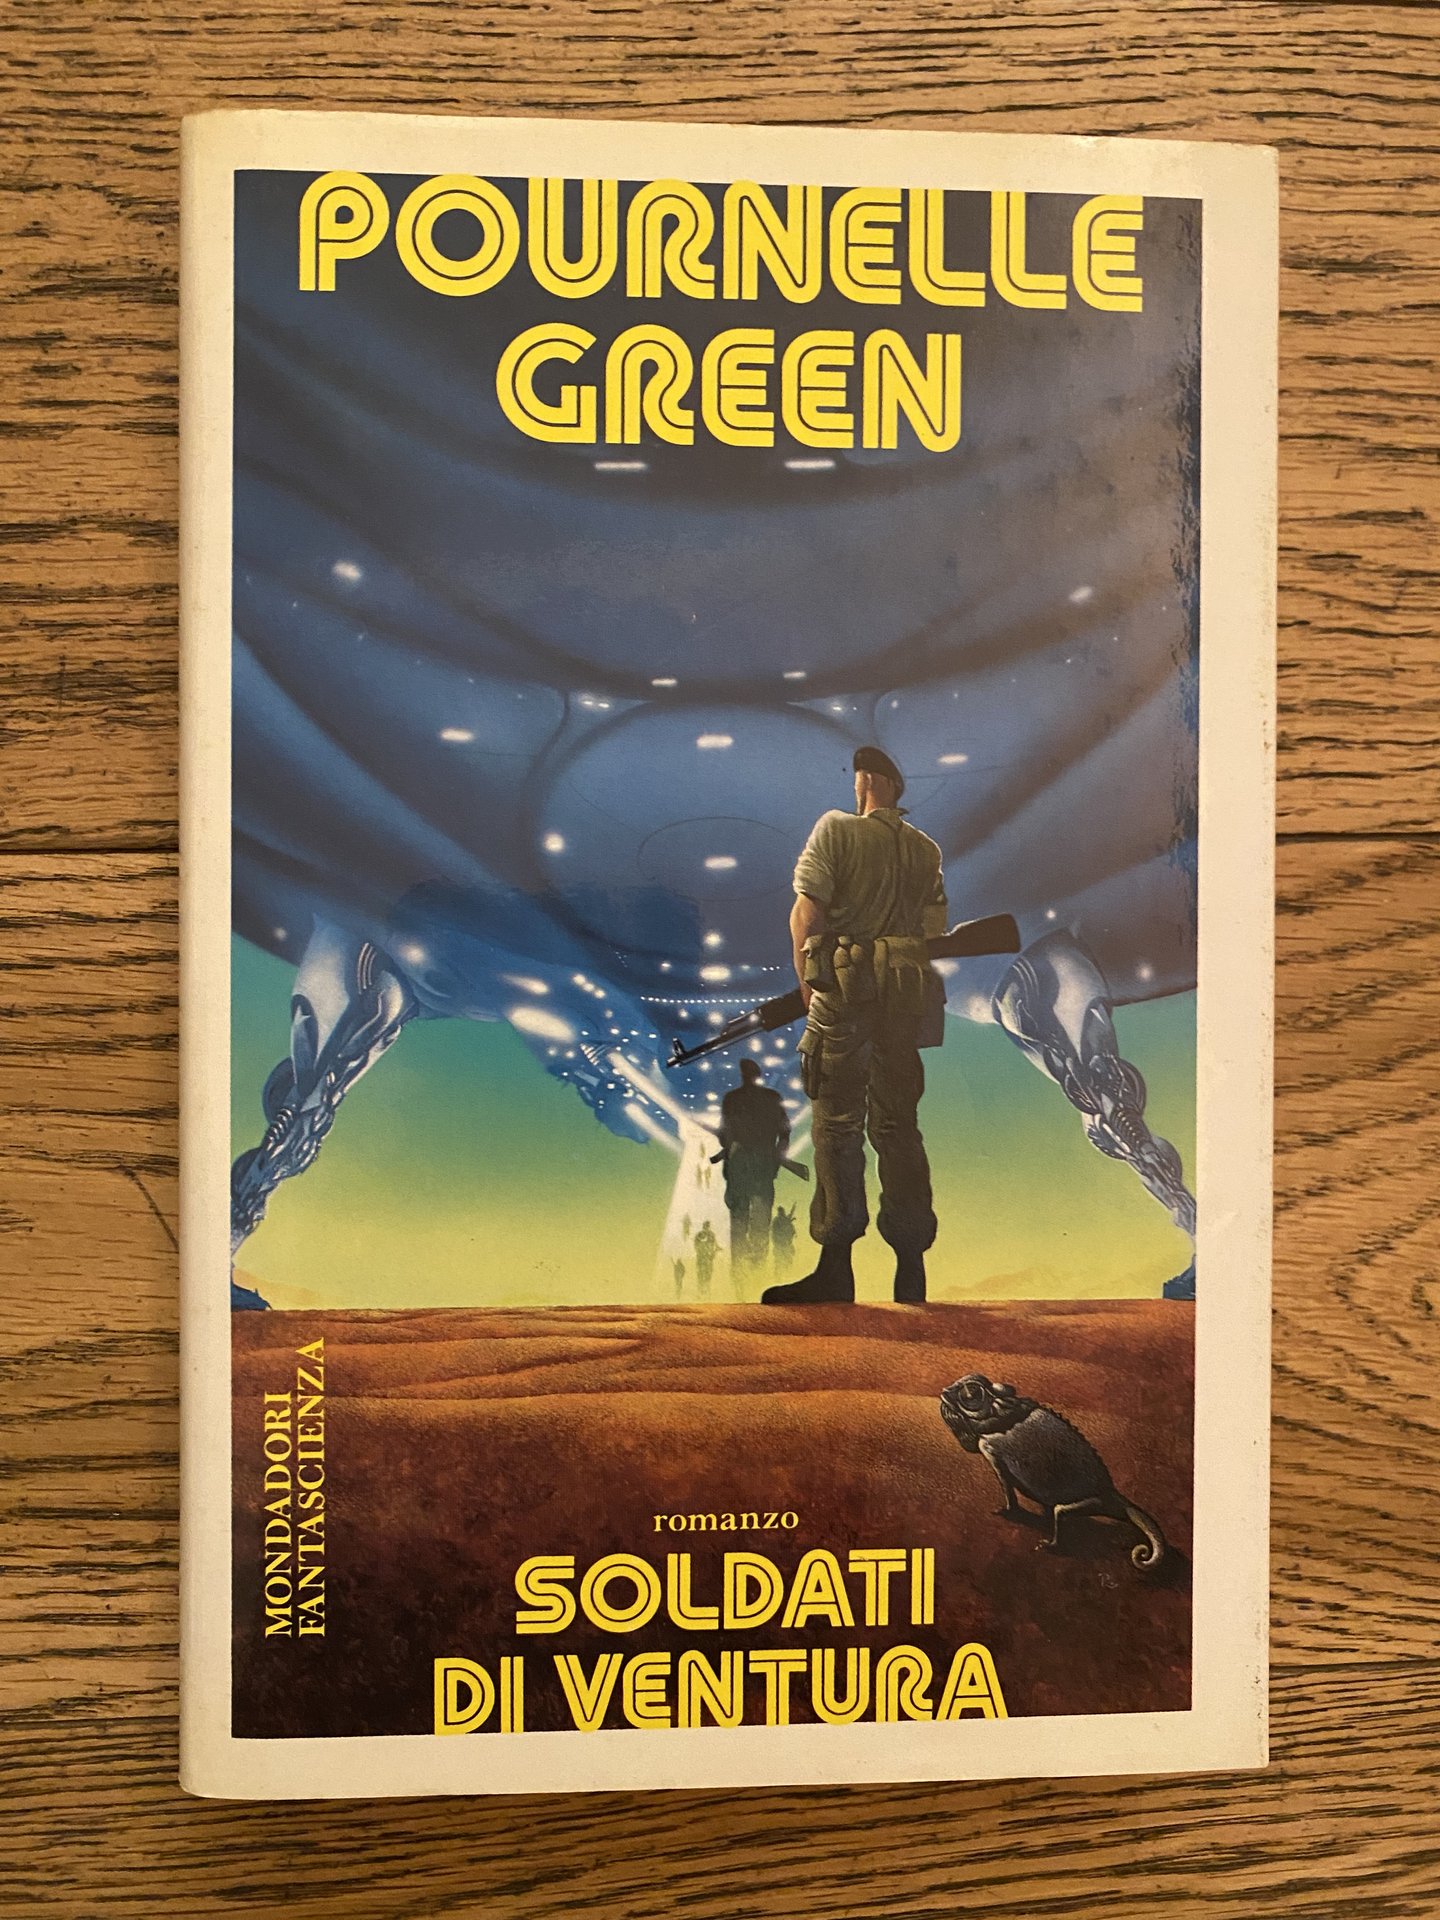 POURNELLE
GREEN
MONDADORI
FANTASCIENZA
romanzo
SOLDATI
DI VENTURA